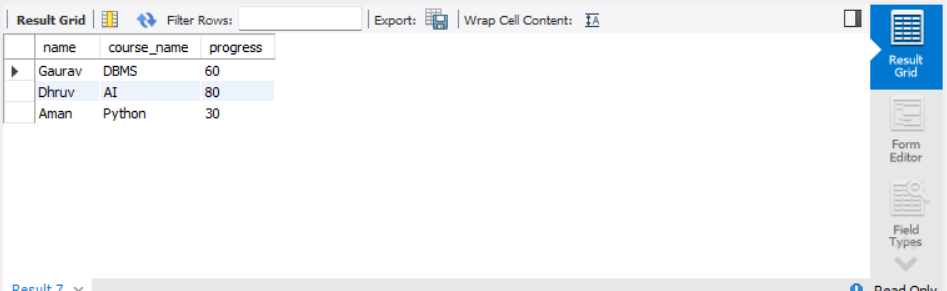 Result Grid Filter Rows: Export: Wrap Cell Content:
name course_name progress
Gaurav DBMS 60
Dhruv AI 80
Aman Python 30
Result
Grid
Form
Editor
Field
Types
Result 7 Read Only